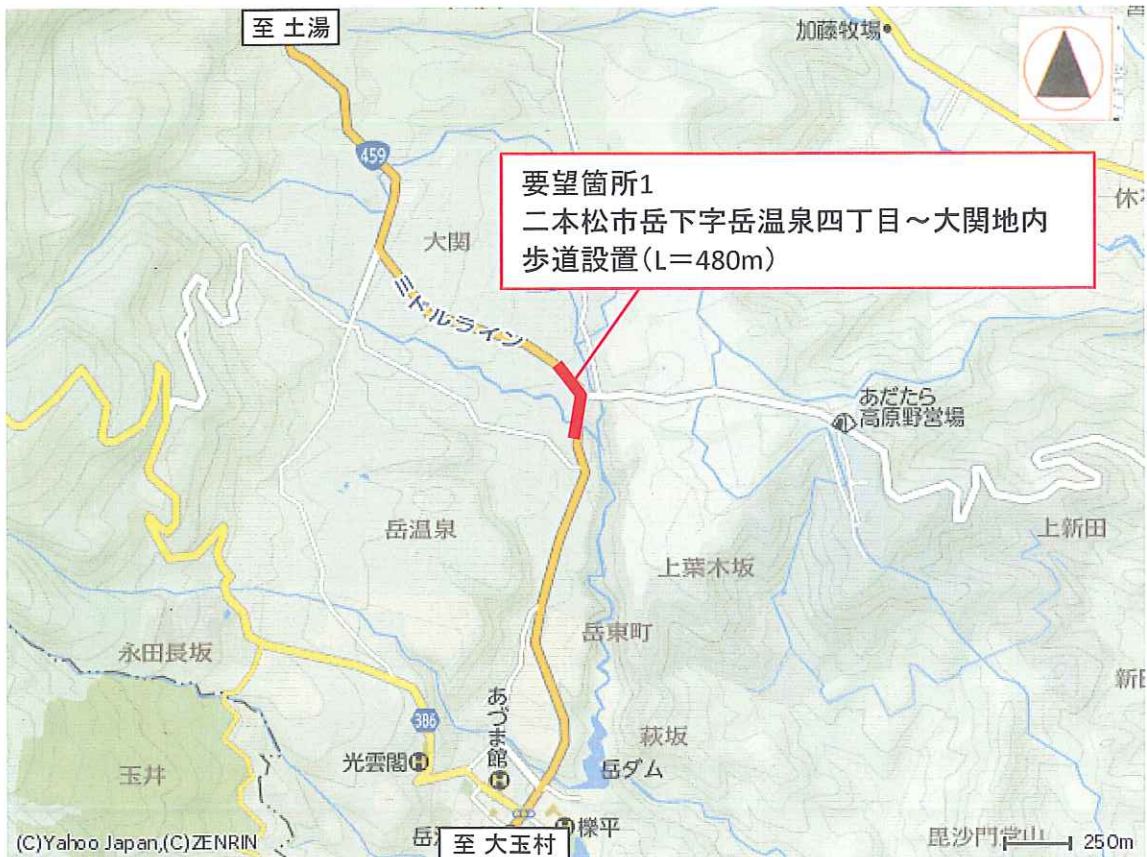 至 土湯
加藤牧場
459
要望箇所1
二本松市岳下字岳温泉四丁目～大関地内
歩道設置(L=480m)
大関
ミドルライン
あだたら
高原野営場
岳温泉
上新田
上葉木坂
岳東町
永田長坂
新田
386
あづま館
萩坂
光雲閣
岳ダム
玉井
櫟平
至 大玉村
毘沙門堂山
250m
(C)Yahoo Japan,(C)ZENRIN